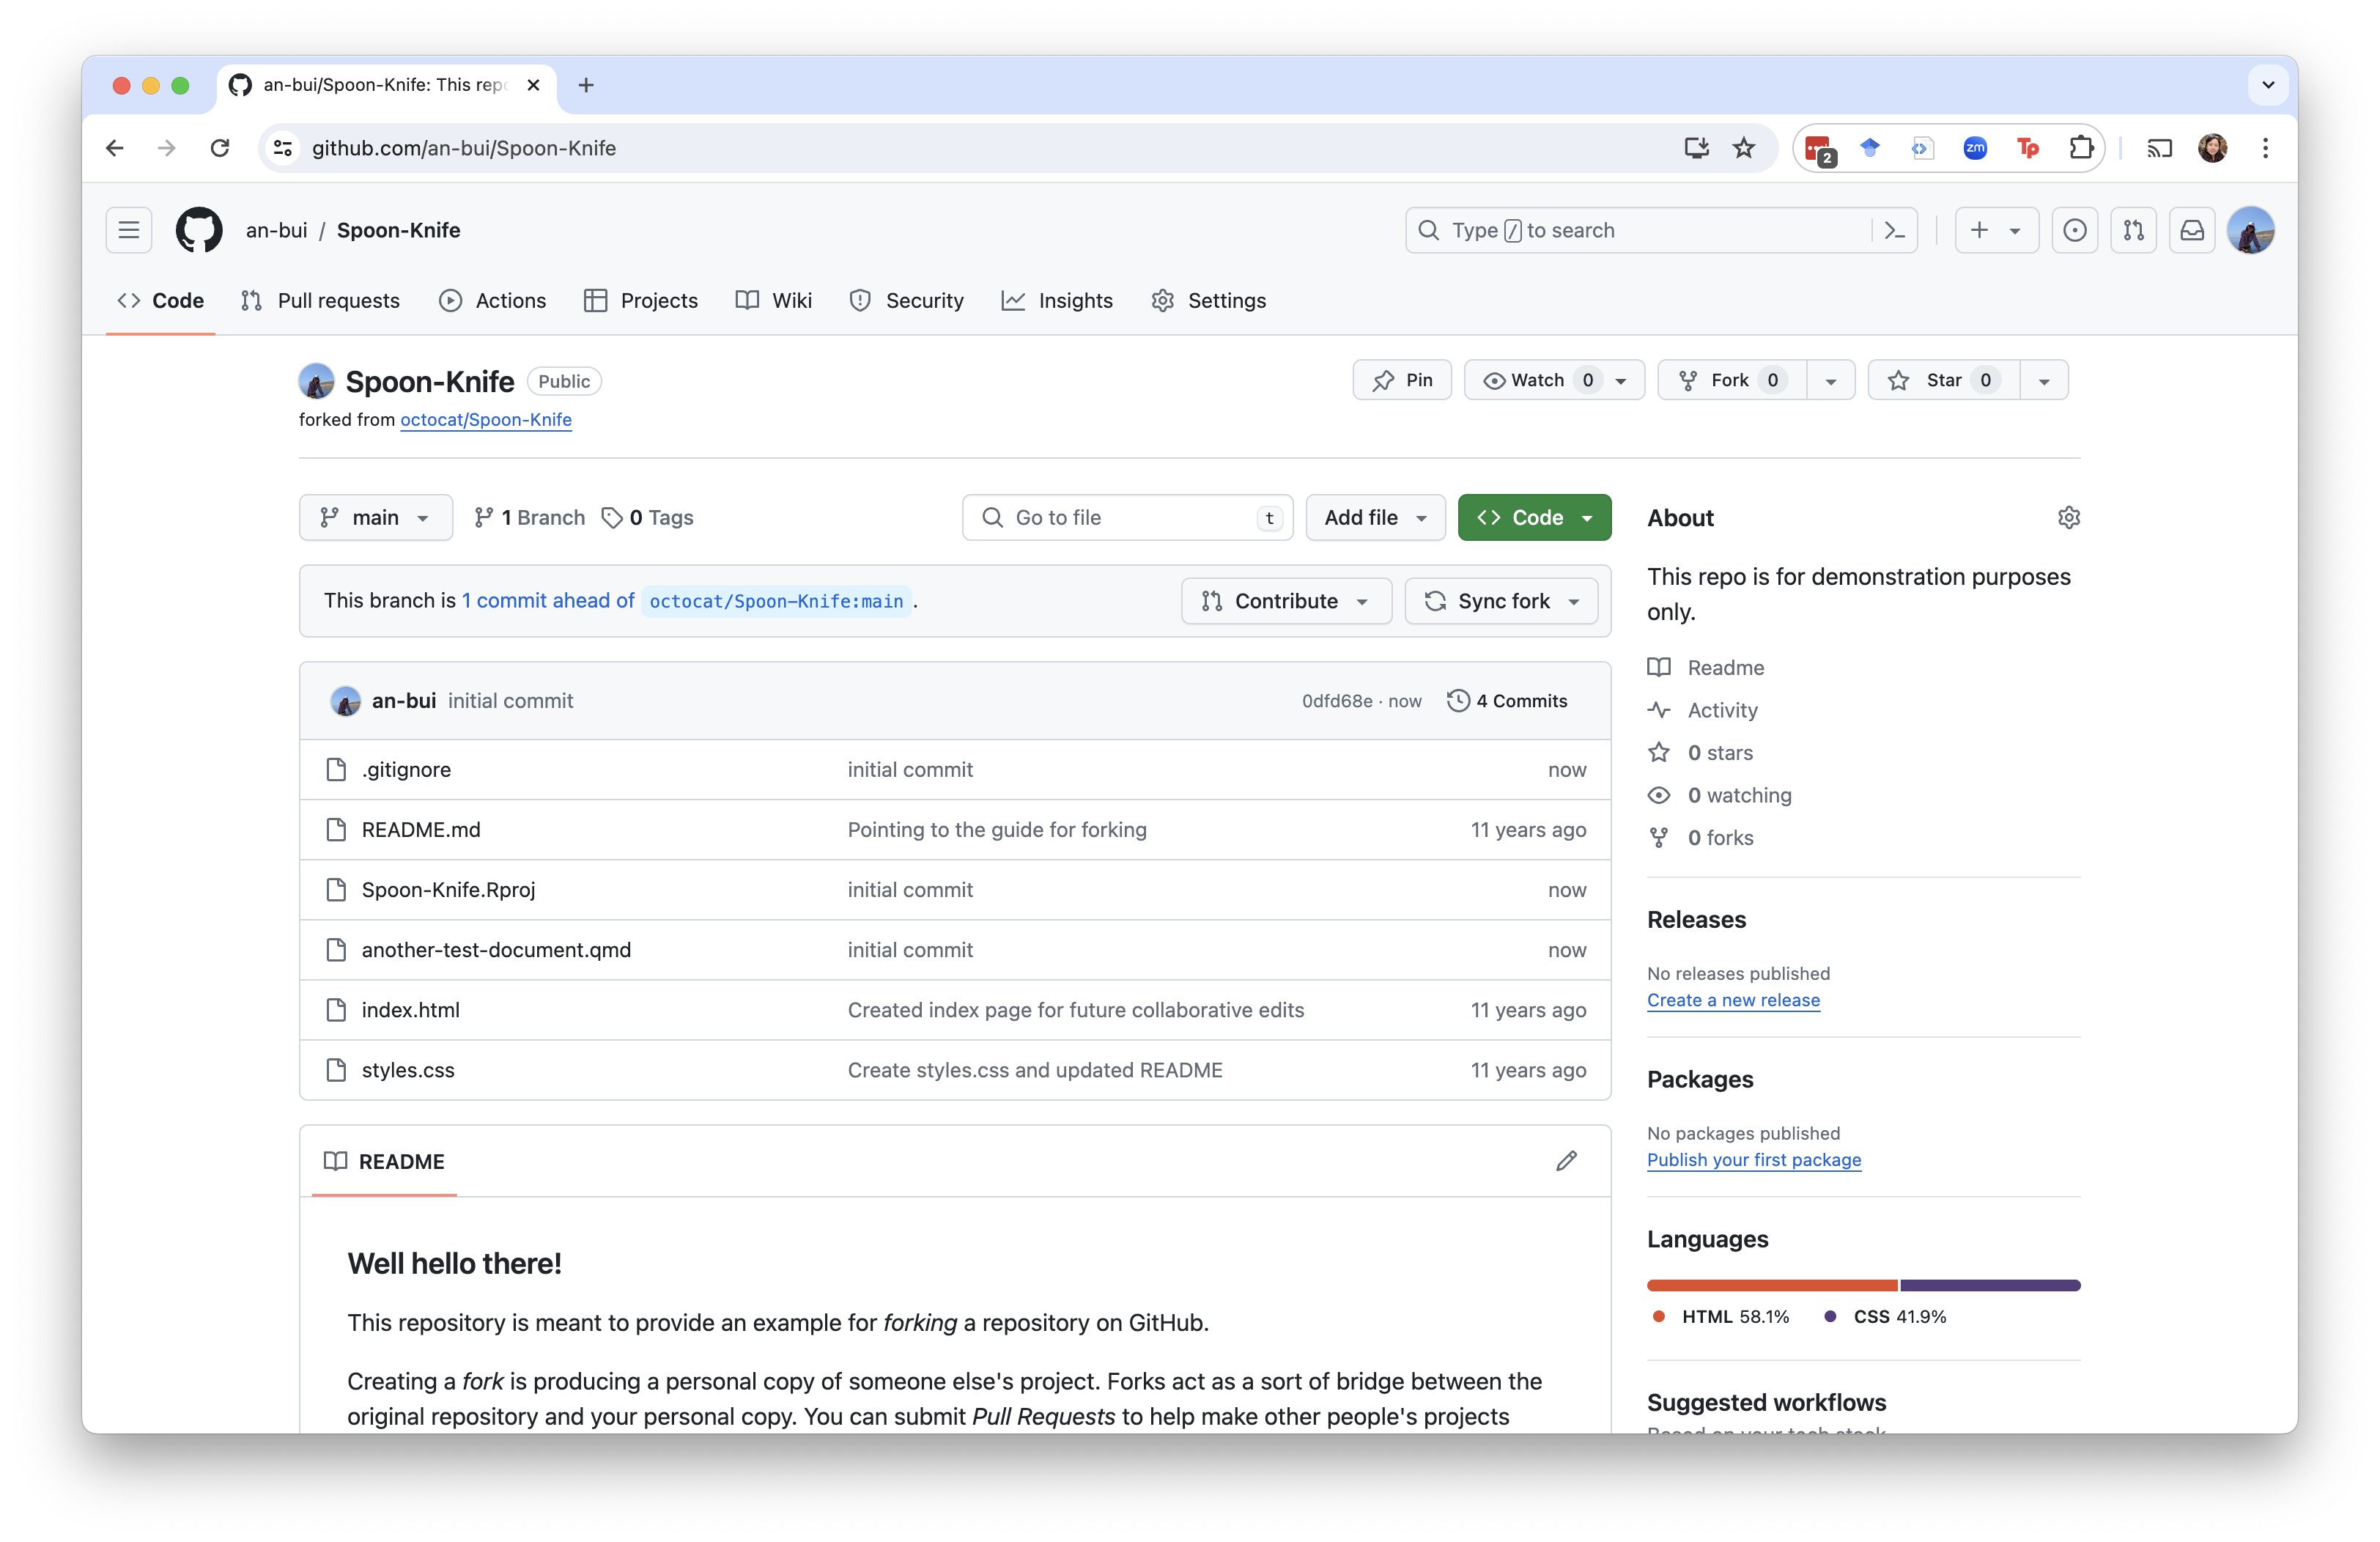 an-bui/Spoon-Knife: This rep
github.com/an-bui/Spoon-Knife
2
zm
Tp
an-bui / Spoon-Knife
Type / to search
Code
Pull requests
Actions
Projects
Wiki
Security
Insights
Settings
Spoon-Knife Public
Pin
Watch 0
Fork 0
Star 0
forked from octocat/Spoon-Knife
main
1 Branch
0 Tags
Go to file t
Add file
Code
This branch is 1 commit ahead of octocat/Spoon-Knife:main .
Contribute
Sync fork
an-bui initial commit 0dfd68e · now 4 Commits
.gitignore initial commit now
README.md Pointing to the guide for forking 11 years ago
Spoon-Knife.Rproj initial commit now
another-test-document.qmd initial commit now
index.html Created index page for future collaborative edits 11 years ago
styles.css Create styles.css and updated README 11 years ago
README
Well hello there!
This repository is meant to provide an example for forking a repository on GitHub.
Creating a fork is producing a personal copy of someone else's project. Forks act as a sort of bridge between the
original repository and your personal copy. You can submit Pull Requests to help make other people's projects
About
This repo is for demonstration purposes
only.
Readme
Activity
0 stars
0 watching
0 forks
Releases
No releases published
Create a new release
Packages
No packages published
Publish your first package
Languages
HTML 58.1% CSS 41.9%
Suggested workflows
Based on your tech stack